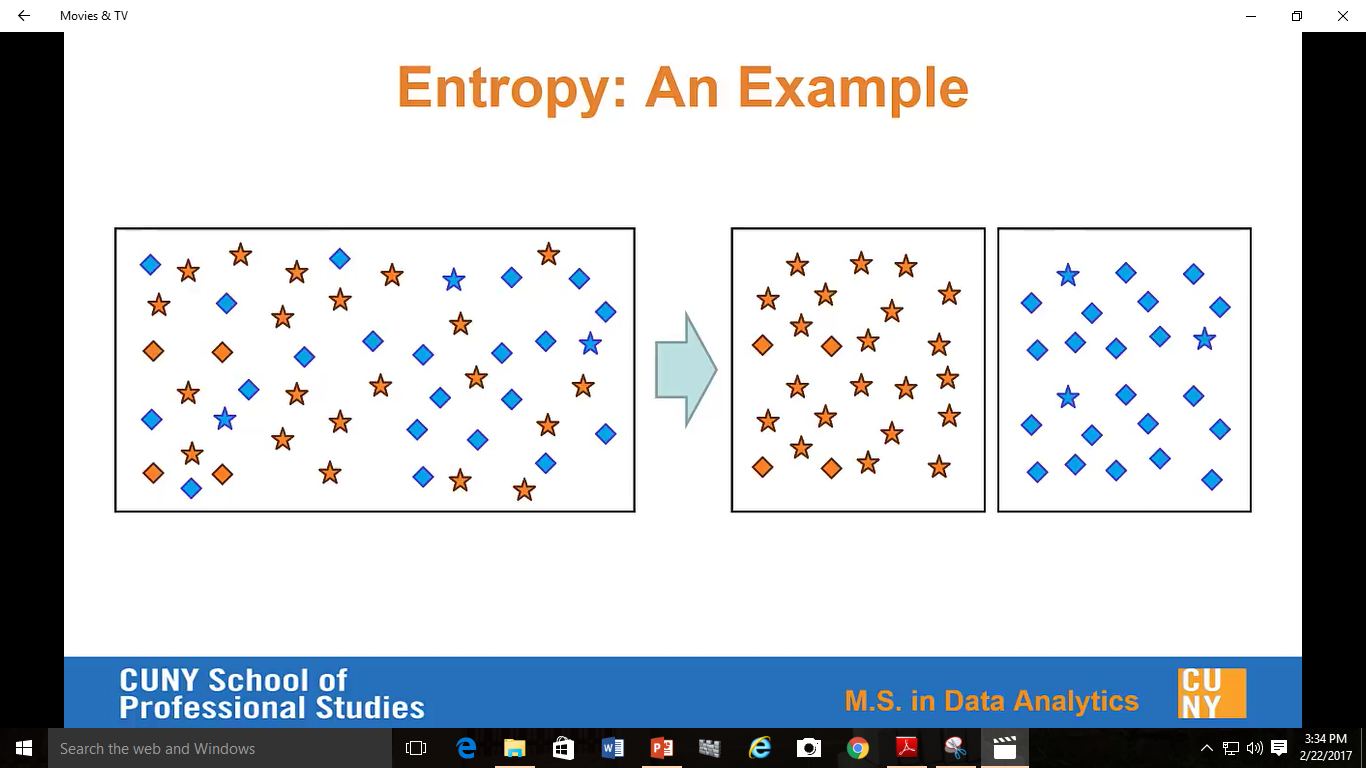 Movies & TV
Entropy: An Example
CUNY School of
Professional Studies
M.S. in Data Analytics
CU
NY
Search the web and Windows
3:34 PM
2/22/2017